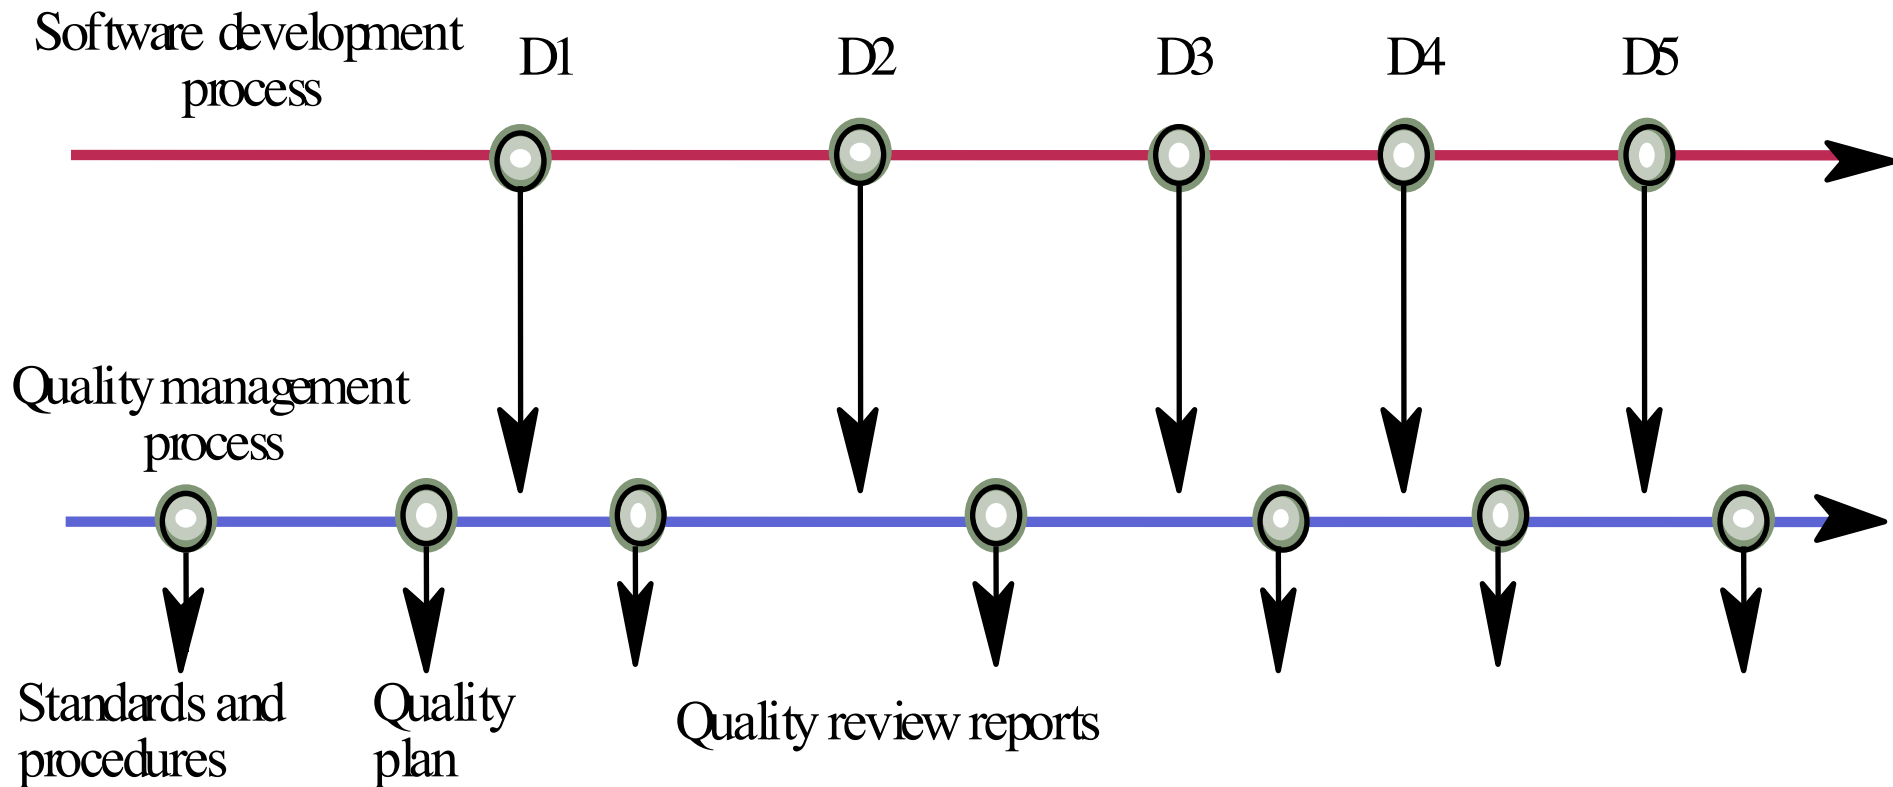 Software development
process
D1
D2
D3
D4
D5
Quality management
process
Standards and
procedures
Quality
plan
Quality review reports